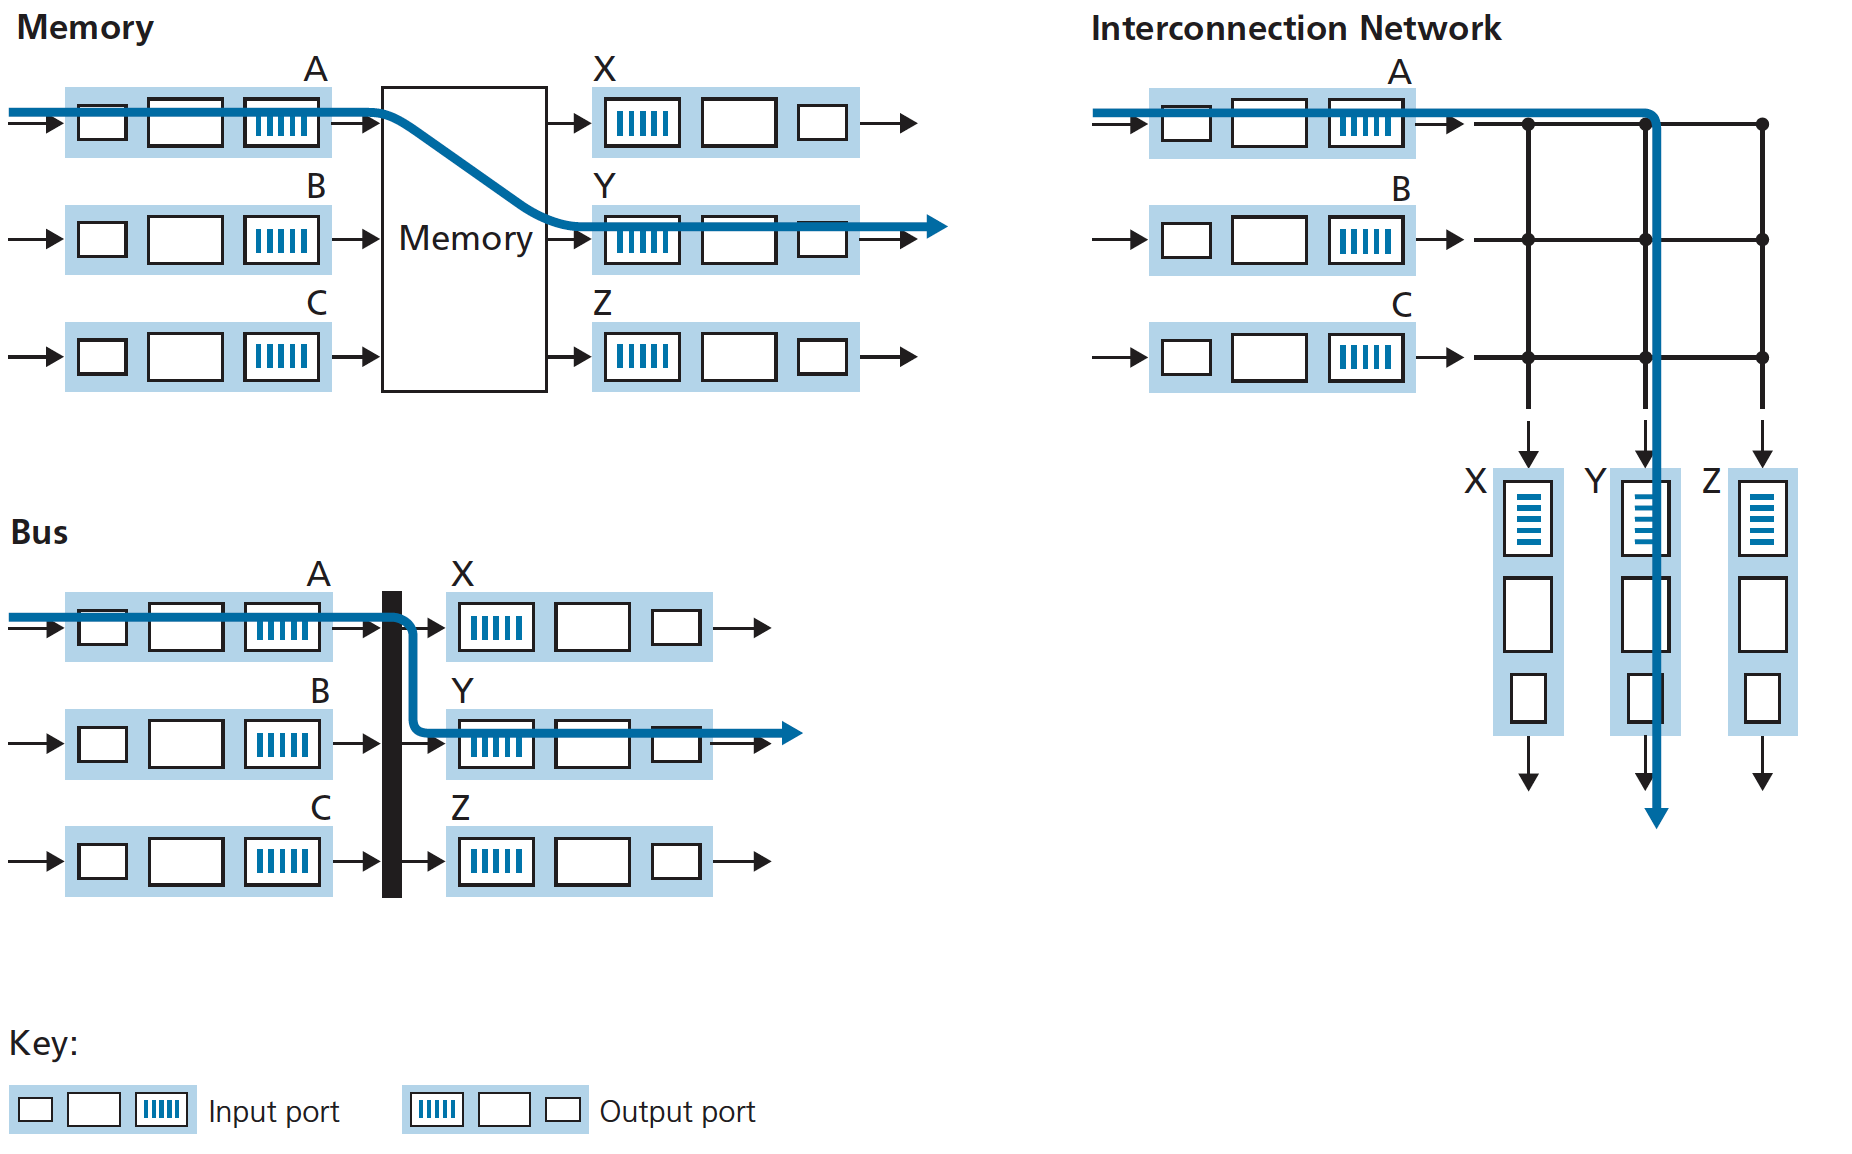 Memory
A
X
B
Y
Memory
C
Z
Interconnection Network
A
B
C
X
Y
Z
Bus
A
X
B
Y
C
Z
Key:
Input port
Output port